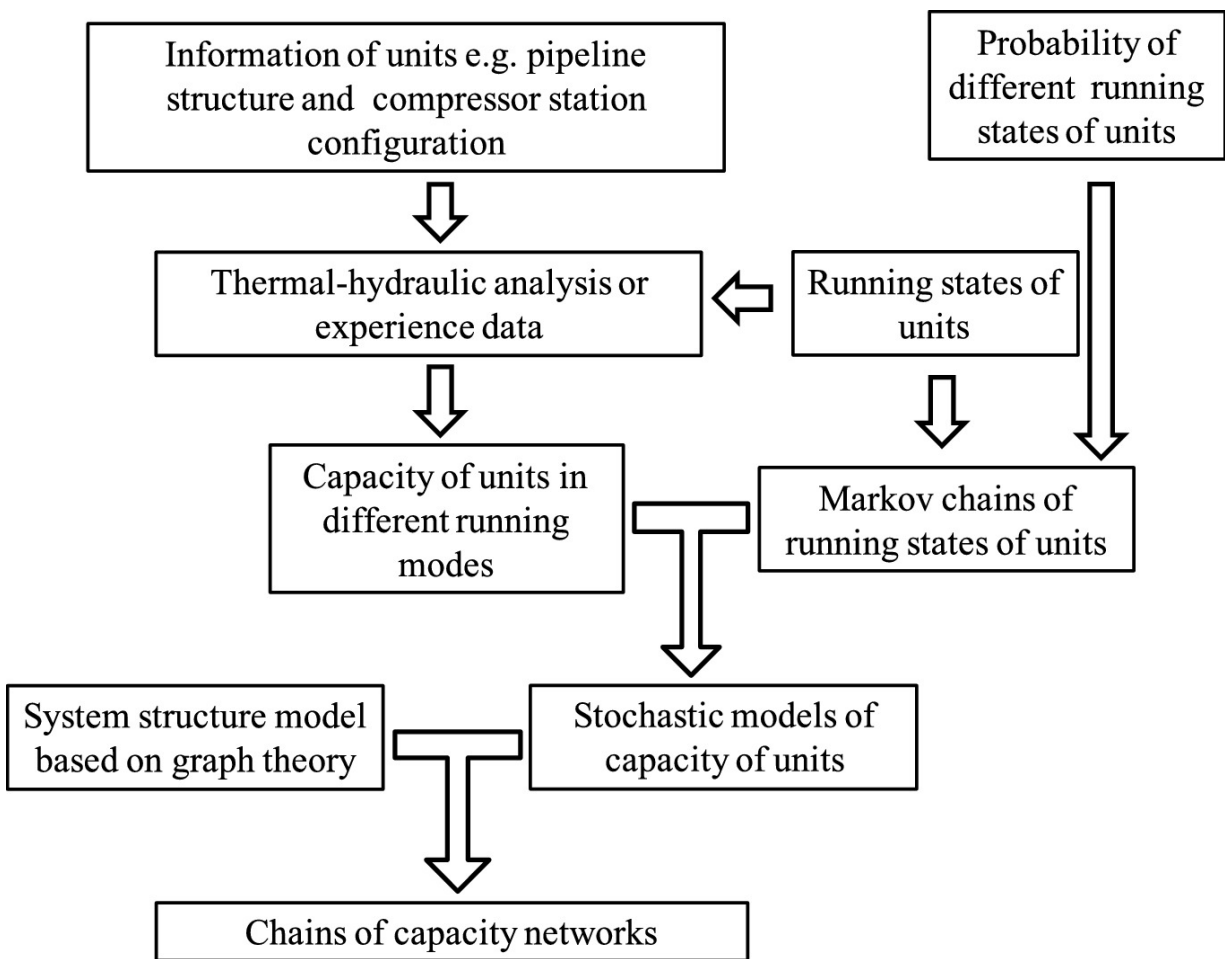 Information of units e.g. pipeline
structure and compressor station
configuration
Probability of
different running
states of units
Thermal-hydraulic analysis or
experience data
Running states of
units
Capacity of units in
different running
modes
Markov chains of
running states of units
System structure model
based on graph theory
Stochastic models of
capacity of units
Chains of capacity networks